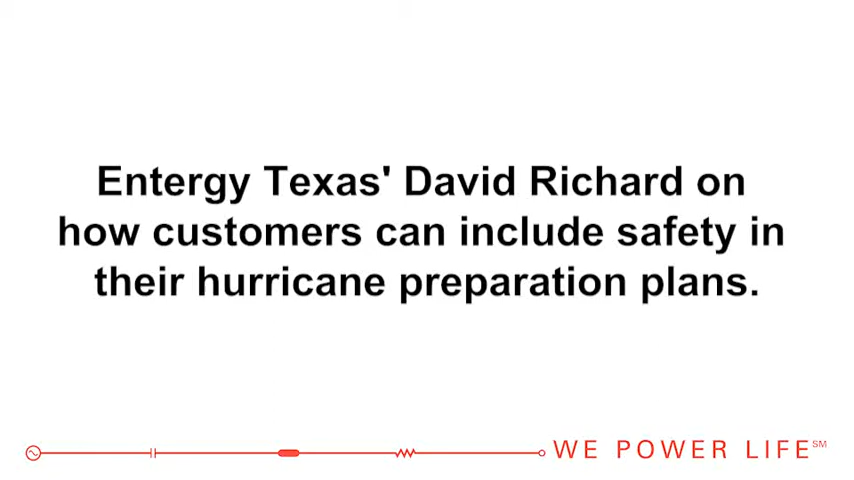 Entergy Texas' David Richard on
how customers can include safety in
their hurricane preparation plans.
WE POWER LIFE℠